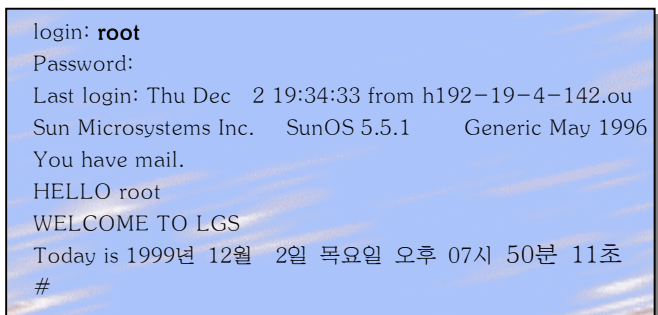 login: root
Password:
Last login: Thu Dec 2 19:34:33 from h192-19-4-142.ou
Sun Microsystems Inc. SunOS 5.5.1 Generic May 1996
You have mail.
HELLO root
WELCOME TO LGS
Today is 1999년 12월 2일 목요일 오후 07시 50분 11초
#